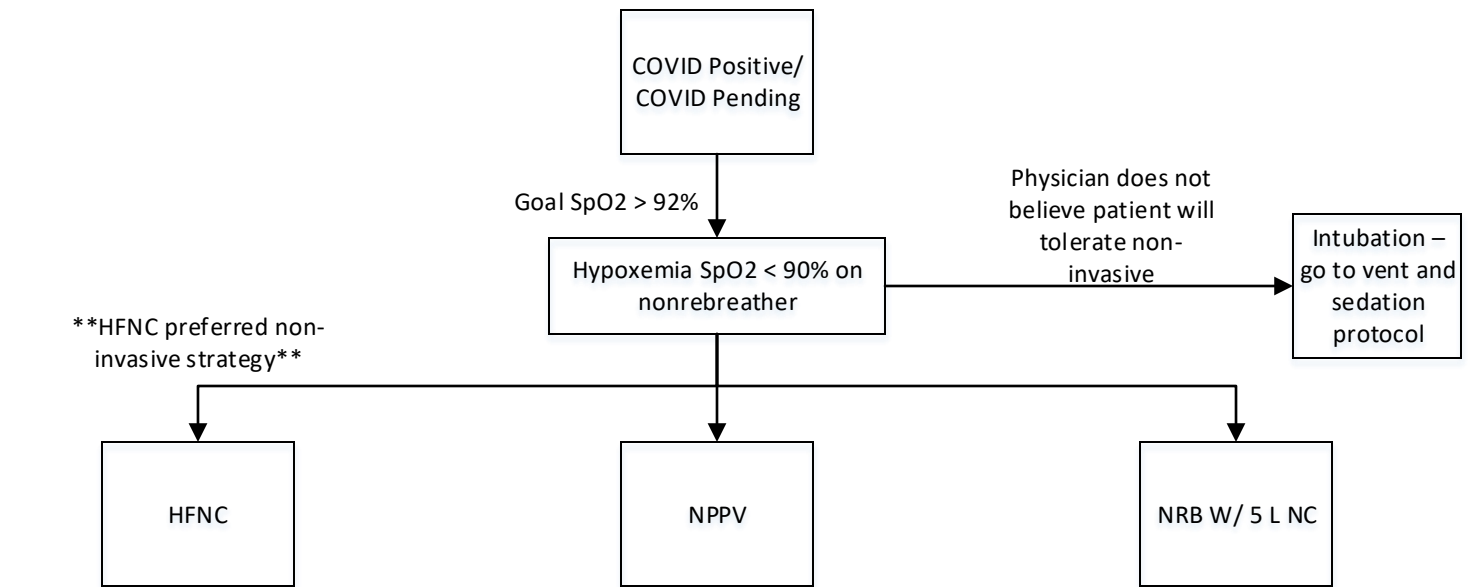 COVID Positive/
COVID Pending
Goal SpO2 > 92%
Physician does not
believe patient will
tolerate non-
invasive
Hypoxemia SpO2 < 90% on
nonrebreather
Intubation –
go to vent and
sedation
protocol
**HFNC preferred non-
invasive strategy**
HFNC
NPPV
NRB W/ 5 L NC